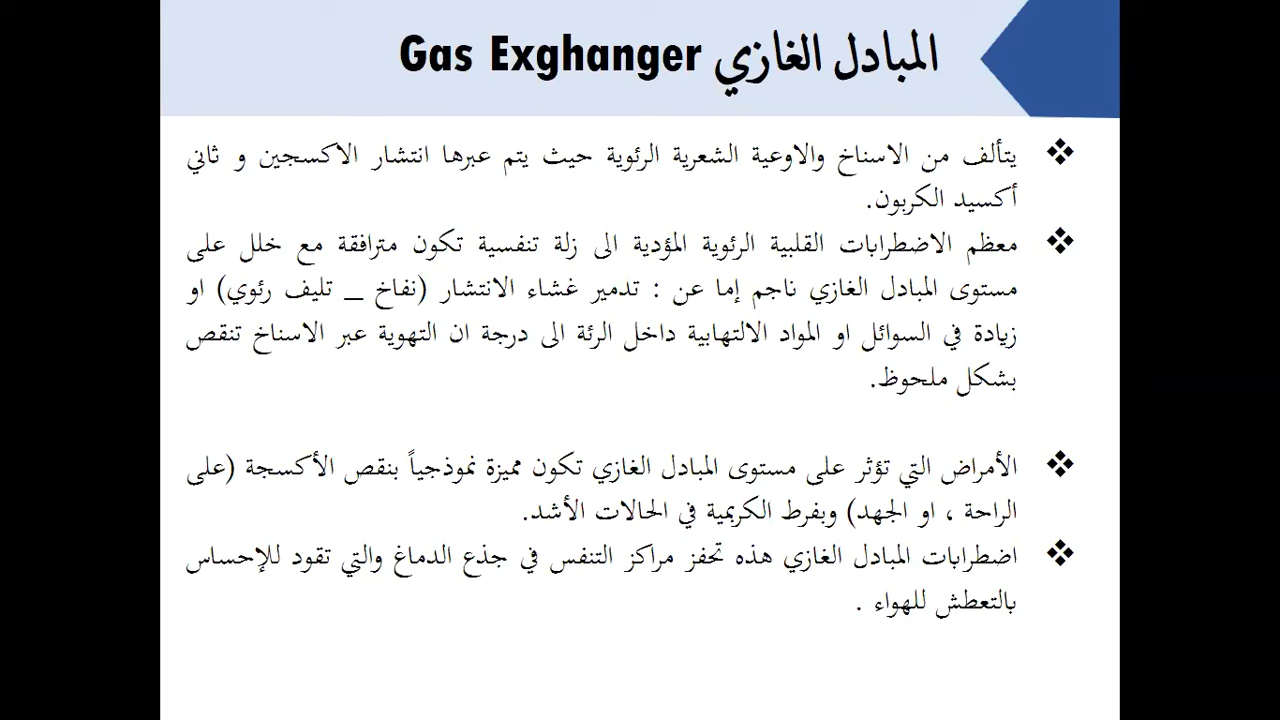 المبادل الغازي Gas Exghanger
❖ يتألف من الاسناخ والاوعية الشعرية الرئوية حيث يتم عبرها انتشار الاكسجين و ثاني
أكسيد الكربون.
❖ معظم الاضطرابات القلبية الرئوية المؤدية الى زلة تنفسية تكون مترافقة مع خلل على
مستوى المبادل الغازي ناجم إما عن : تدمير غشاء الانتشار (نفاخ _ تليف رئوي) او
زيادة في السوائل او المواد الالتهابية داخل الرئة الى درجة ان التهوية عبر الاسناخ تنقص
بشكل ملحوظ.
❖ الأمراض التي تؤثر على مستوى المبادل الغازي تكون مميزة نموذجياً بنقص الأكسجة (على
الراحة ، او الجهد) وبفرط الكربمية في الحالات الأشد.
❖ اضطرابات المبادل الغازي هذه تحفز مراكز التنفس في جذع الدماغ والتي تقود للإحساس
بالتعطش للهواء .